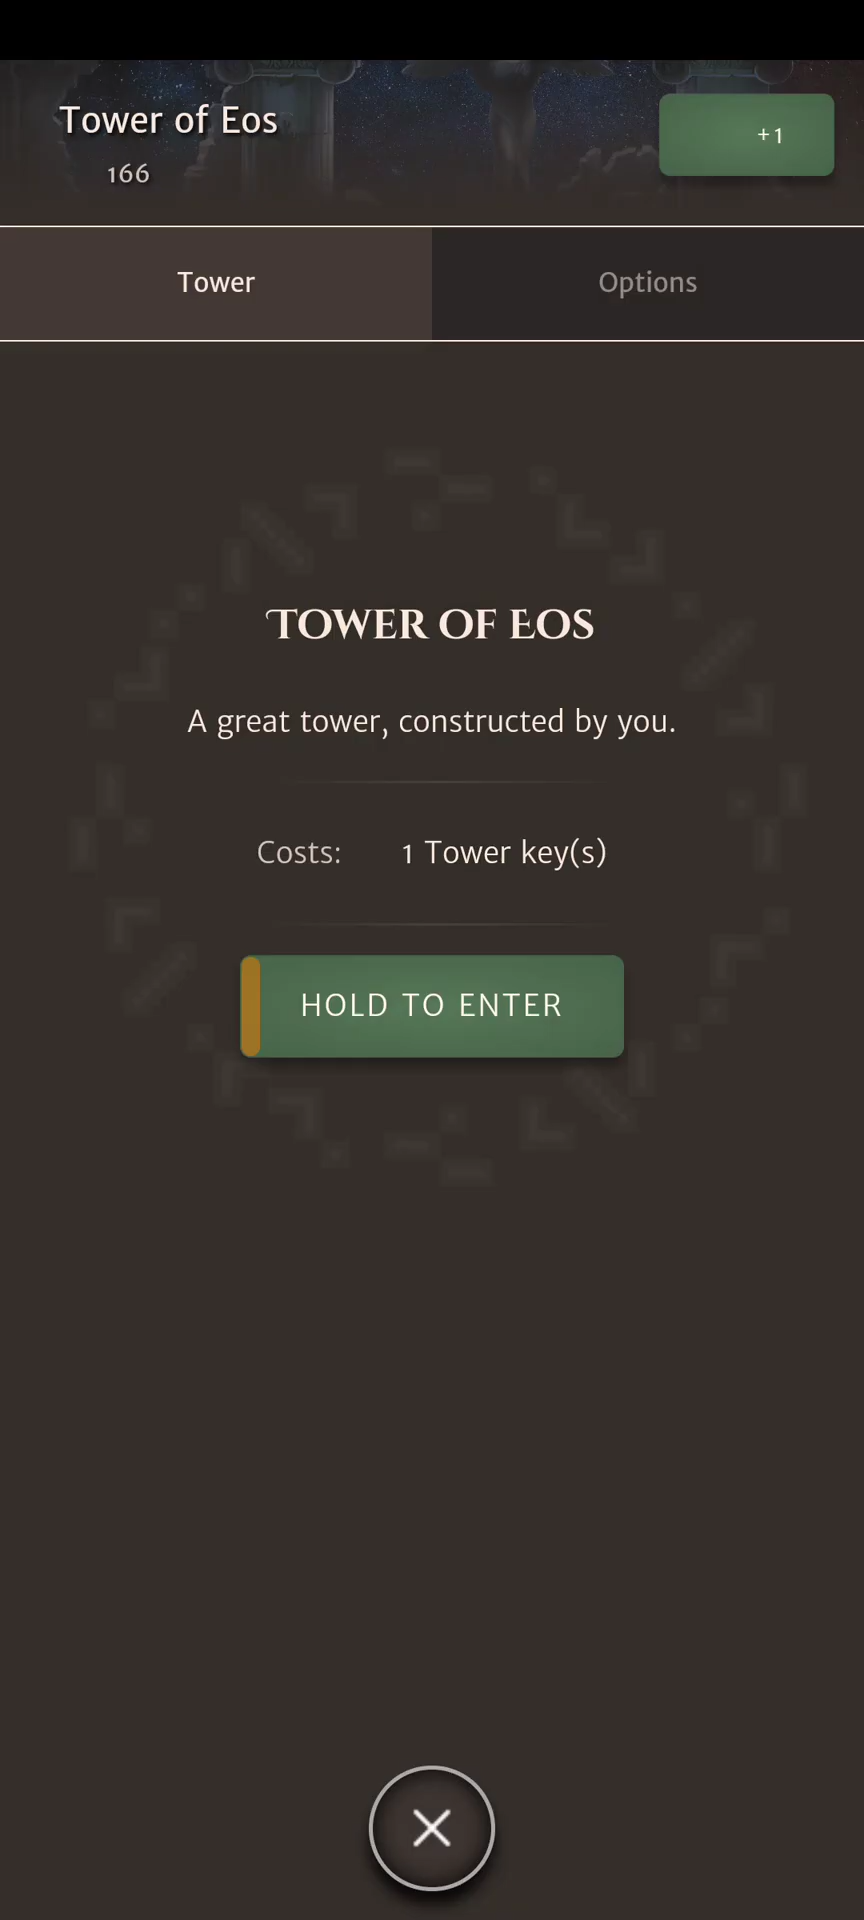 Tower of Eos
166
+1
Tower
Options
Tower of Eos
A great tower, constructed by you.
Costs: 1 Tower key(s)
HOLD TO ENTER